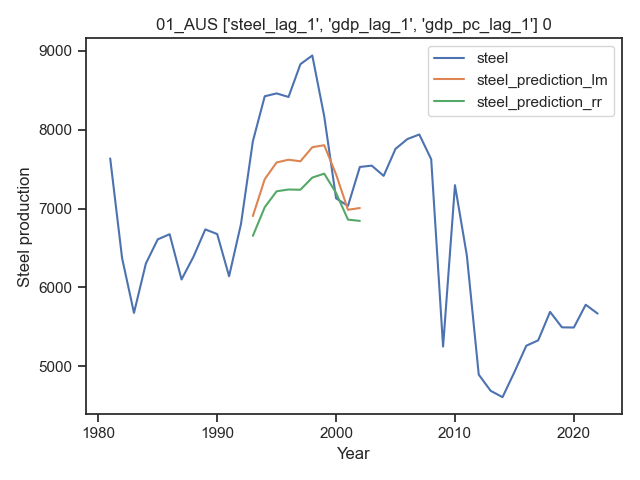 01_AUS ['steel_lag_1', 'gdp_lag_1', 'gdp_pc_lag_1'] 0
steel
steel_prediction_lm
steel_prediction_rr
Steel production
9000
8000
7000
6000
5000
1980 1990 2000 2010 2020
Year